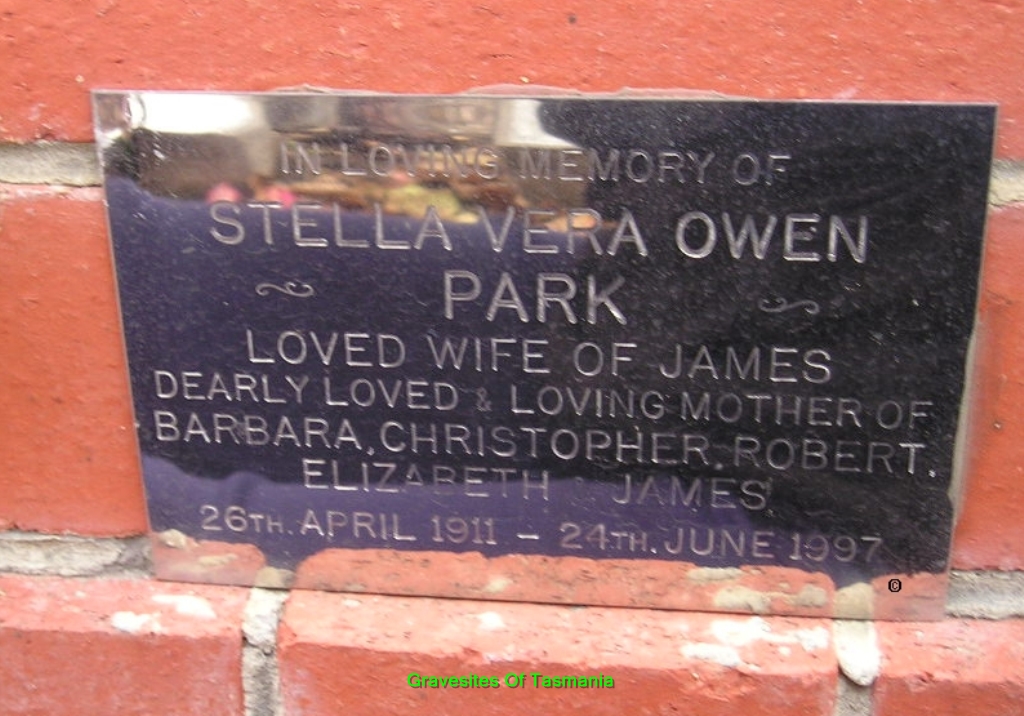 IN LOVING MEMORY OF
STELLA VERA OWEN
PARK
LOVED WIFE OF JAMES
DEARLY LOVED & LOVING MOTHER OF
BARBARA, CHRISTOPHER, ROBERT,
ELIZABETH JAMES
26TH. APRIL 1911 - 24TH. JUNE 1997
©
Gravesites Of Tasmania